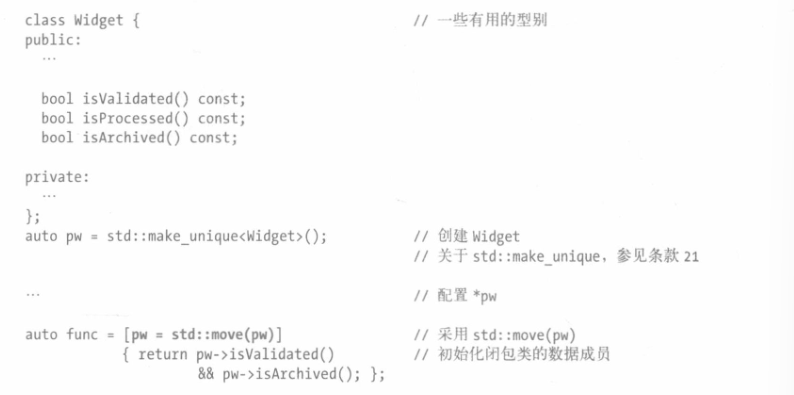 class Widget { // 一些有用的型别
public:
…
bool isValidated() const;
bool isProcessed() const;
bool isArchived() const;
private:
…
};
auto pw = std::make_unique<Widget>(); // 创建 Widget
// 关于 std::make_unique，参见条款 21
… // 配置 *pw
auto func = [pw = std::move(pw)] // 采用 std::move(pw)
{ return pw->isValidated() // 初始化闭包类的数据成员
&& pw->isArchived(); };